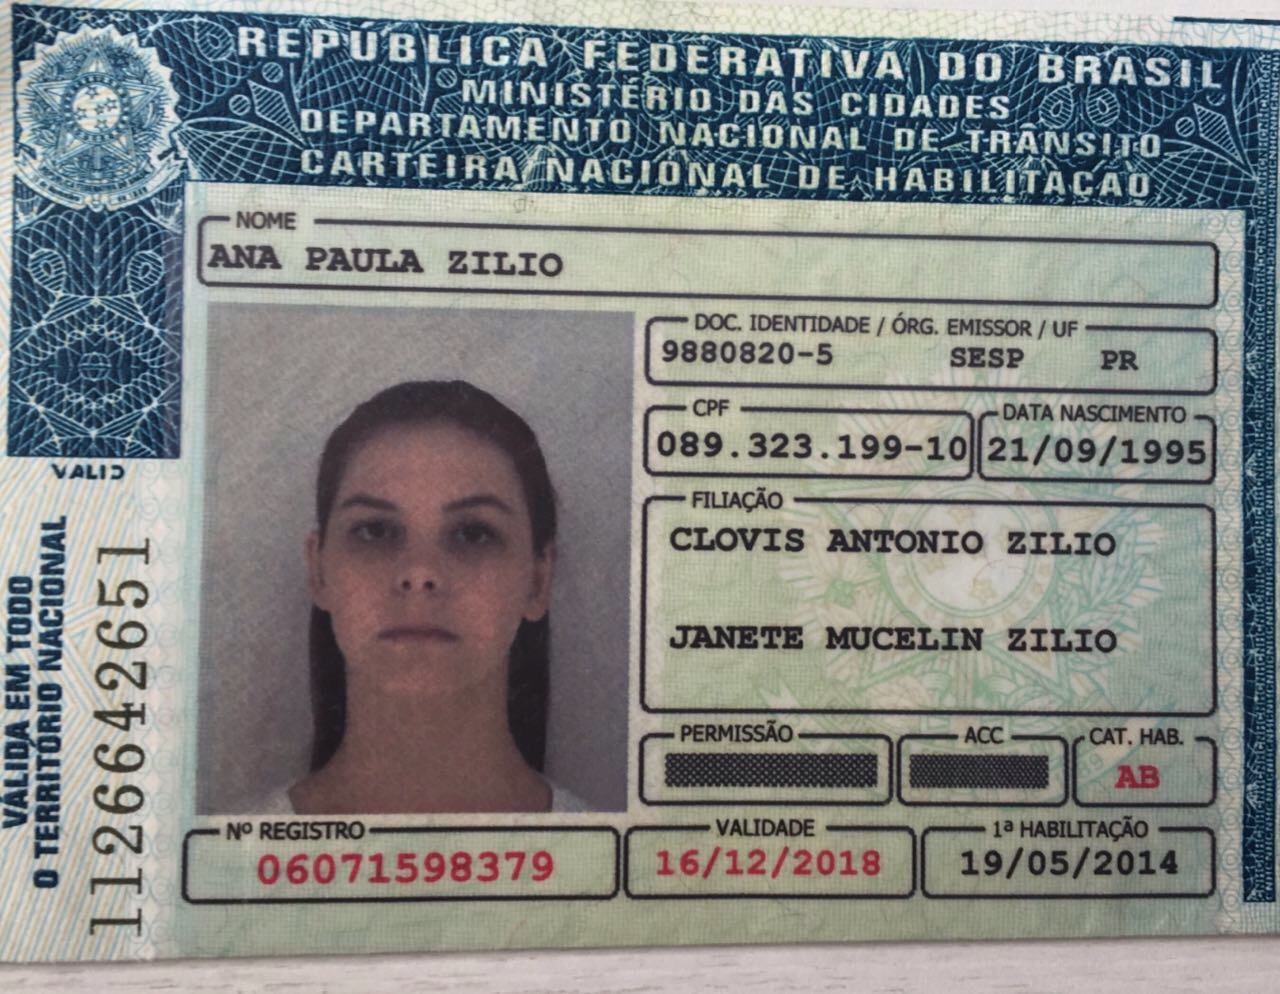 REPÚBLICA FEDERATIVA DO BRASIL
MINISTÉRIO DAS CIDADES
DEPARTAMENTO NACIONAL DE TRÂNSITO
CARTEIRA NACIONAL DE HABILITAÇÃO
NOME
ANA PAULA ZILIO
DOC. IDENTIDADE / ÓRG. EMISSOR / UF
9880820-5 SESP PR
CPF
089.323.199-10
DATA NASCIMENTO
21/09/1995
FILIAÇÃO
CLOVIS ANTONIO ZILIO
JANETE MUCELIN ZILIO
PERMISSÃO
ACC
CAT. HAB.
AB
Nº REGISTRO
06071598379
VALIDADE
16/12/2018
1ª HABILITAÇÃO
19/05/2014
VALID
VÁLIDA EM TODO
O TERRITÓRIO NACIONAL
1126642651